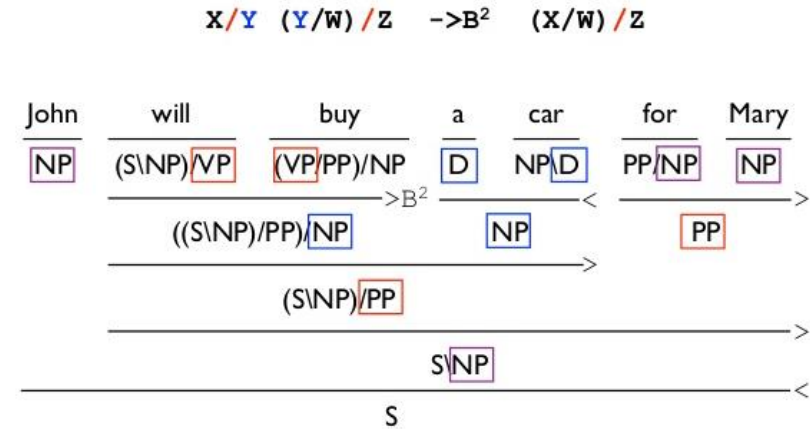 X/Y (Y/W)/Z ->B² (X/W)/Z
John will buy a car for Mary
NP (S\NP)/VP (VP/PP)/NP D NP\D PP/NP NP
>B² < >
((S\NP)/PP)/NP NP PP
>
(S\NP)/PP
>
S\NP
<
S